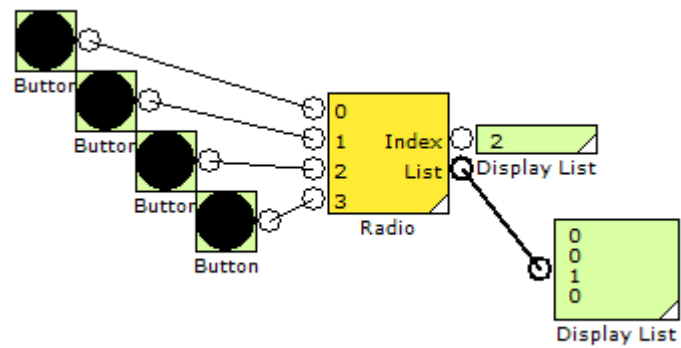 Button
Button
Button
Button
0
1
2
3
Index
List
Radio
2
Display List
0
0
1
0
Display List